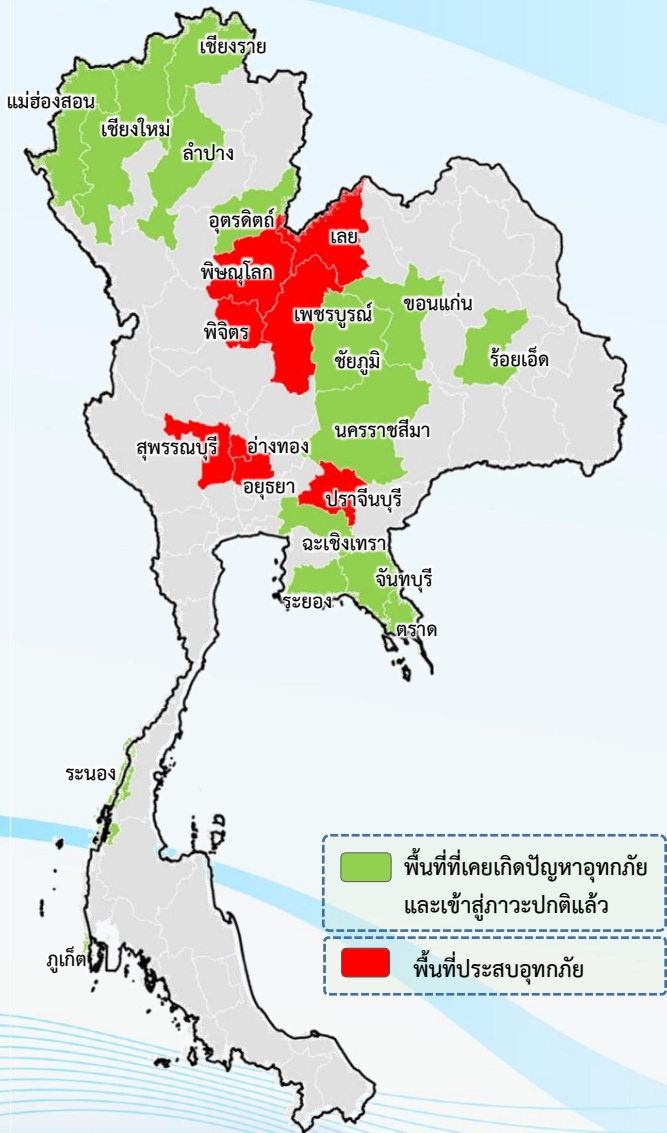 เชียงราย
แม่ฮ่องสอน
เชียงใหม่
ลำปาง
อุตรดิตถ์
เลย
พิษณุโลก
เพชรบูรณ์
ขอนแก่น
พิจิตร
ชัยภูมิ
ร้อยเอ็ด
นครราชสีมา
สุพรรณบุรี
อ่างทอง
อยุธยา
ปราจีนบุรี
ฉะเชิงเทรา
จันทบุรี
ระยอง
ตราด
ระนอง
ภูเก็ต
พื้นที่ที่เคยเกิดปัญหาอุทกภัย
และเข้าสู่ภาวะปกติแล้ว
พื้นที่ประสบอุทกภัย